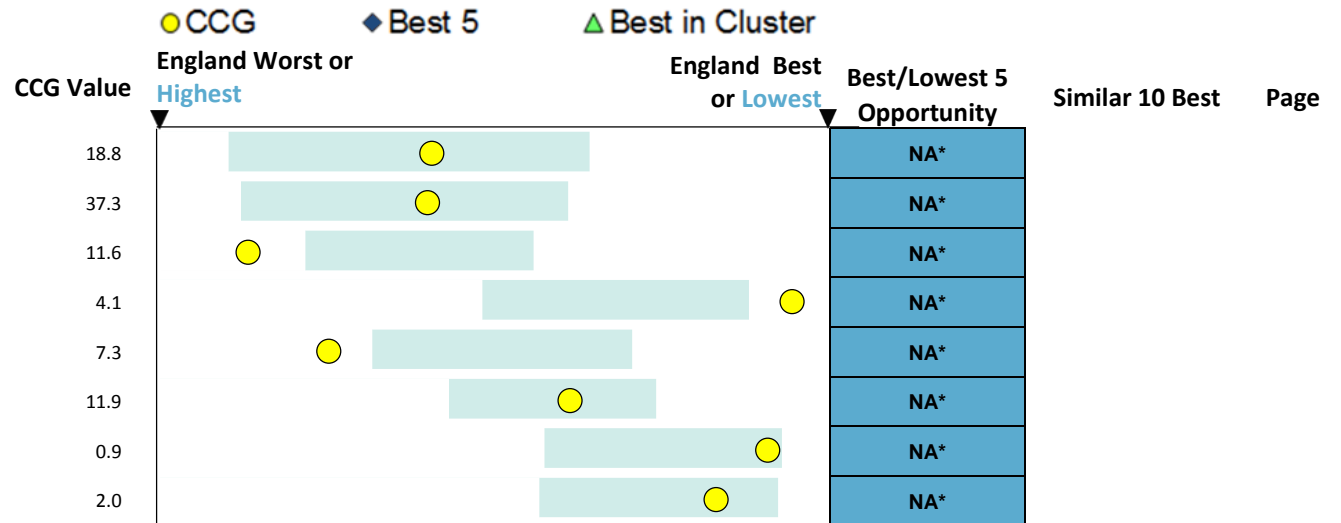 CCG Best 5 Best in Cluster
CCG Value England Worst or Highest England Best or Lowest Best/Lowest 5 Opportunity Similar 10 Best Page
18.8 NA*
37.3 NA*
11.6 NA*
4.1 NA*
7.3 NA*
11.9 NA*
0.9 NA*
2.0 NA*